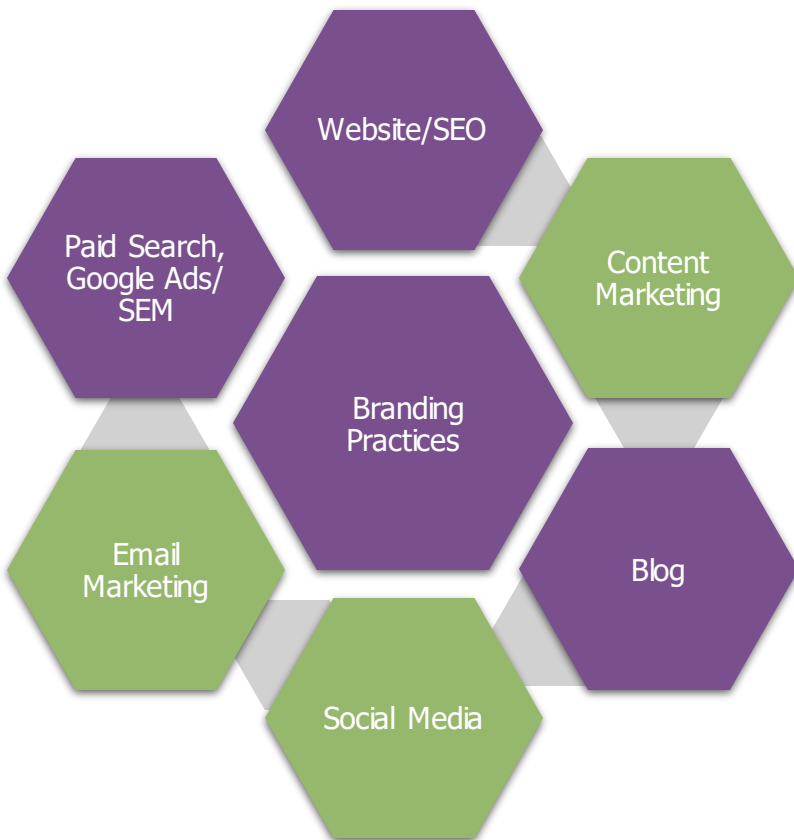 Website/SEO
Content
Marketing
Blog
Social Media
Email
Marketing
Paid Search,
Google Ads/
SEM
Branding
Practices